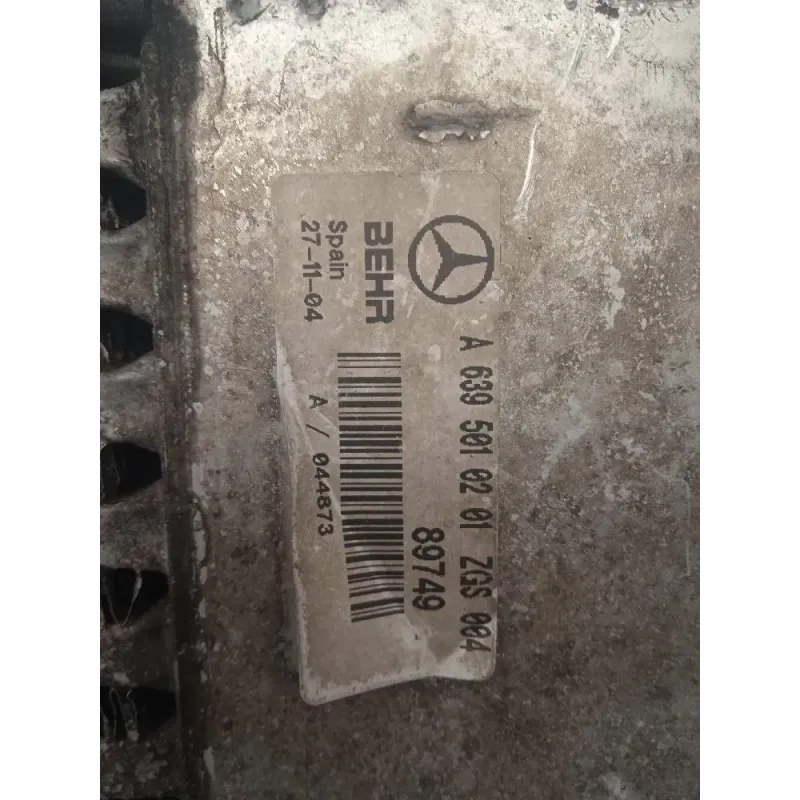 A 639 501 02 01 ZGS 004
89749
BEHR
Spain
27-11-04
A / 044873